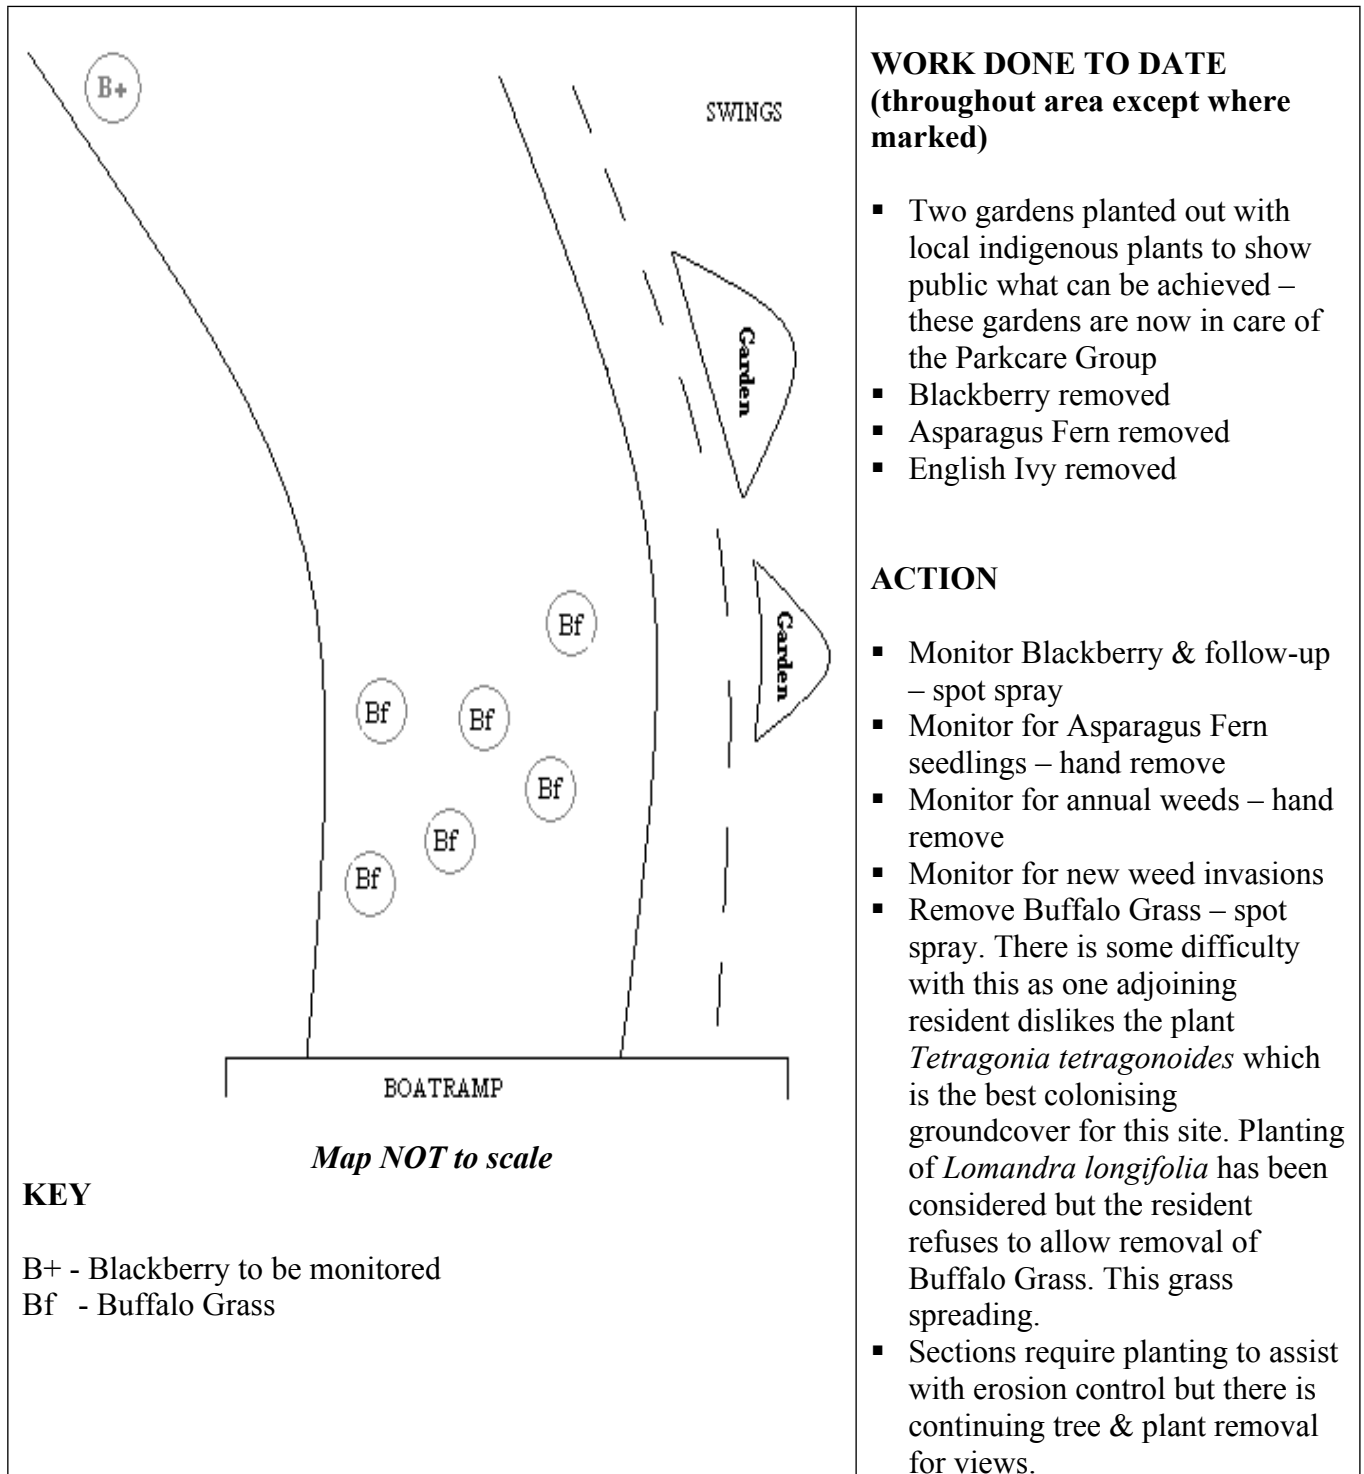 B+
SWINGS
Garden
Garden
Bf
Bf
Bf
Bf
Bf
Bf
BOATRAMP
Map NOT to scale
KEY
B+ - Blackberry to be monitored
Bf - Buffalo Grass
WORK DONE TO DATE
(throughout area except where
marked)
▪ Two gardens planted out with
local indigenous plants to show
public what can be achieved –
these gardens are now in care of
the Parkcare Group
▪ Blackberry removed
▪ Asparagus Fern removed
▪ English Ivy removed
ACTION
▪ Monitor Blackberry & follow-up
– spot spray
▪ Monitor for Asparagus Fern
seedlings – hand remove
▪ Monitor for annual weeds – hand
remove
▪ Monitor for new weed invasions
▪ Remove Buffalo Grass – spot
spray. There is some difficulty
with this as one adjoining
resident dislikes the plant
Tetragonia tetragonoides which
is the best colonising
groundcover for this site. Planting
of Lomandra longifolia has been
considered but the resident
refuses to allow removal of
Buffalo Grass. This grass
spreading.
▪ Sections require planting to assist
with erosion control but there is
continuing tree & plant removal
for views.